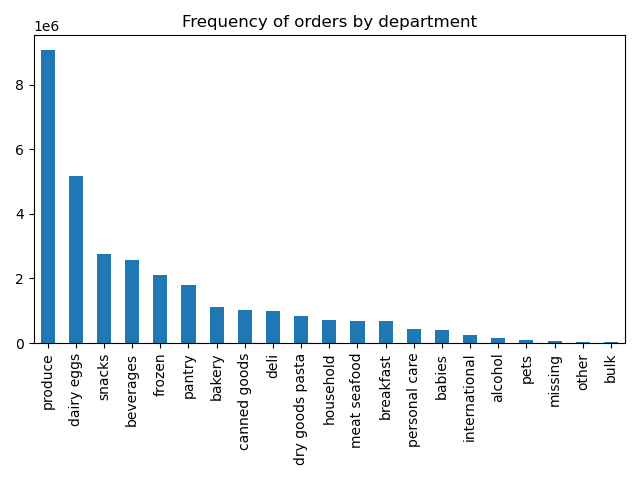 Frequency of orders by department
1e6
8
6
4
2
0
produce
dairy eggs
snacks
beverages
frozen
pantry
bakery
canned goods
deli
dry goods pasta
household
meat seafood
breakfast
personal care
babies
international
alcohol
pets
missing
other
bulk